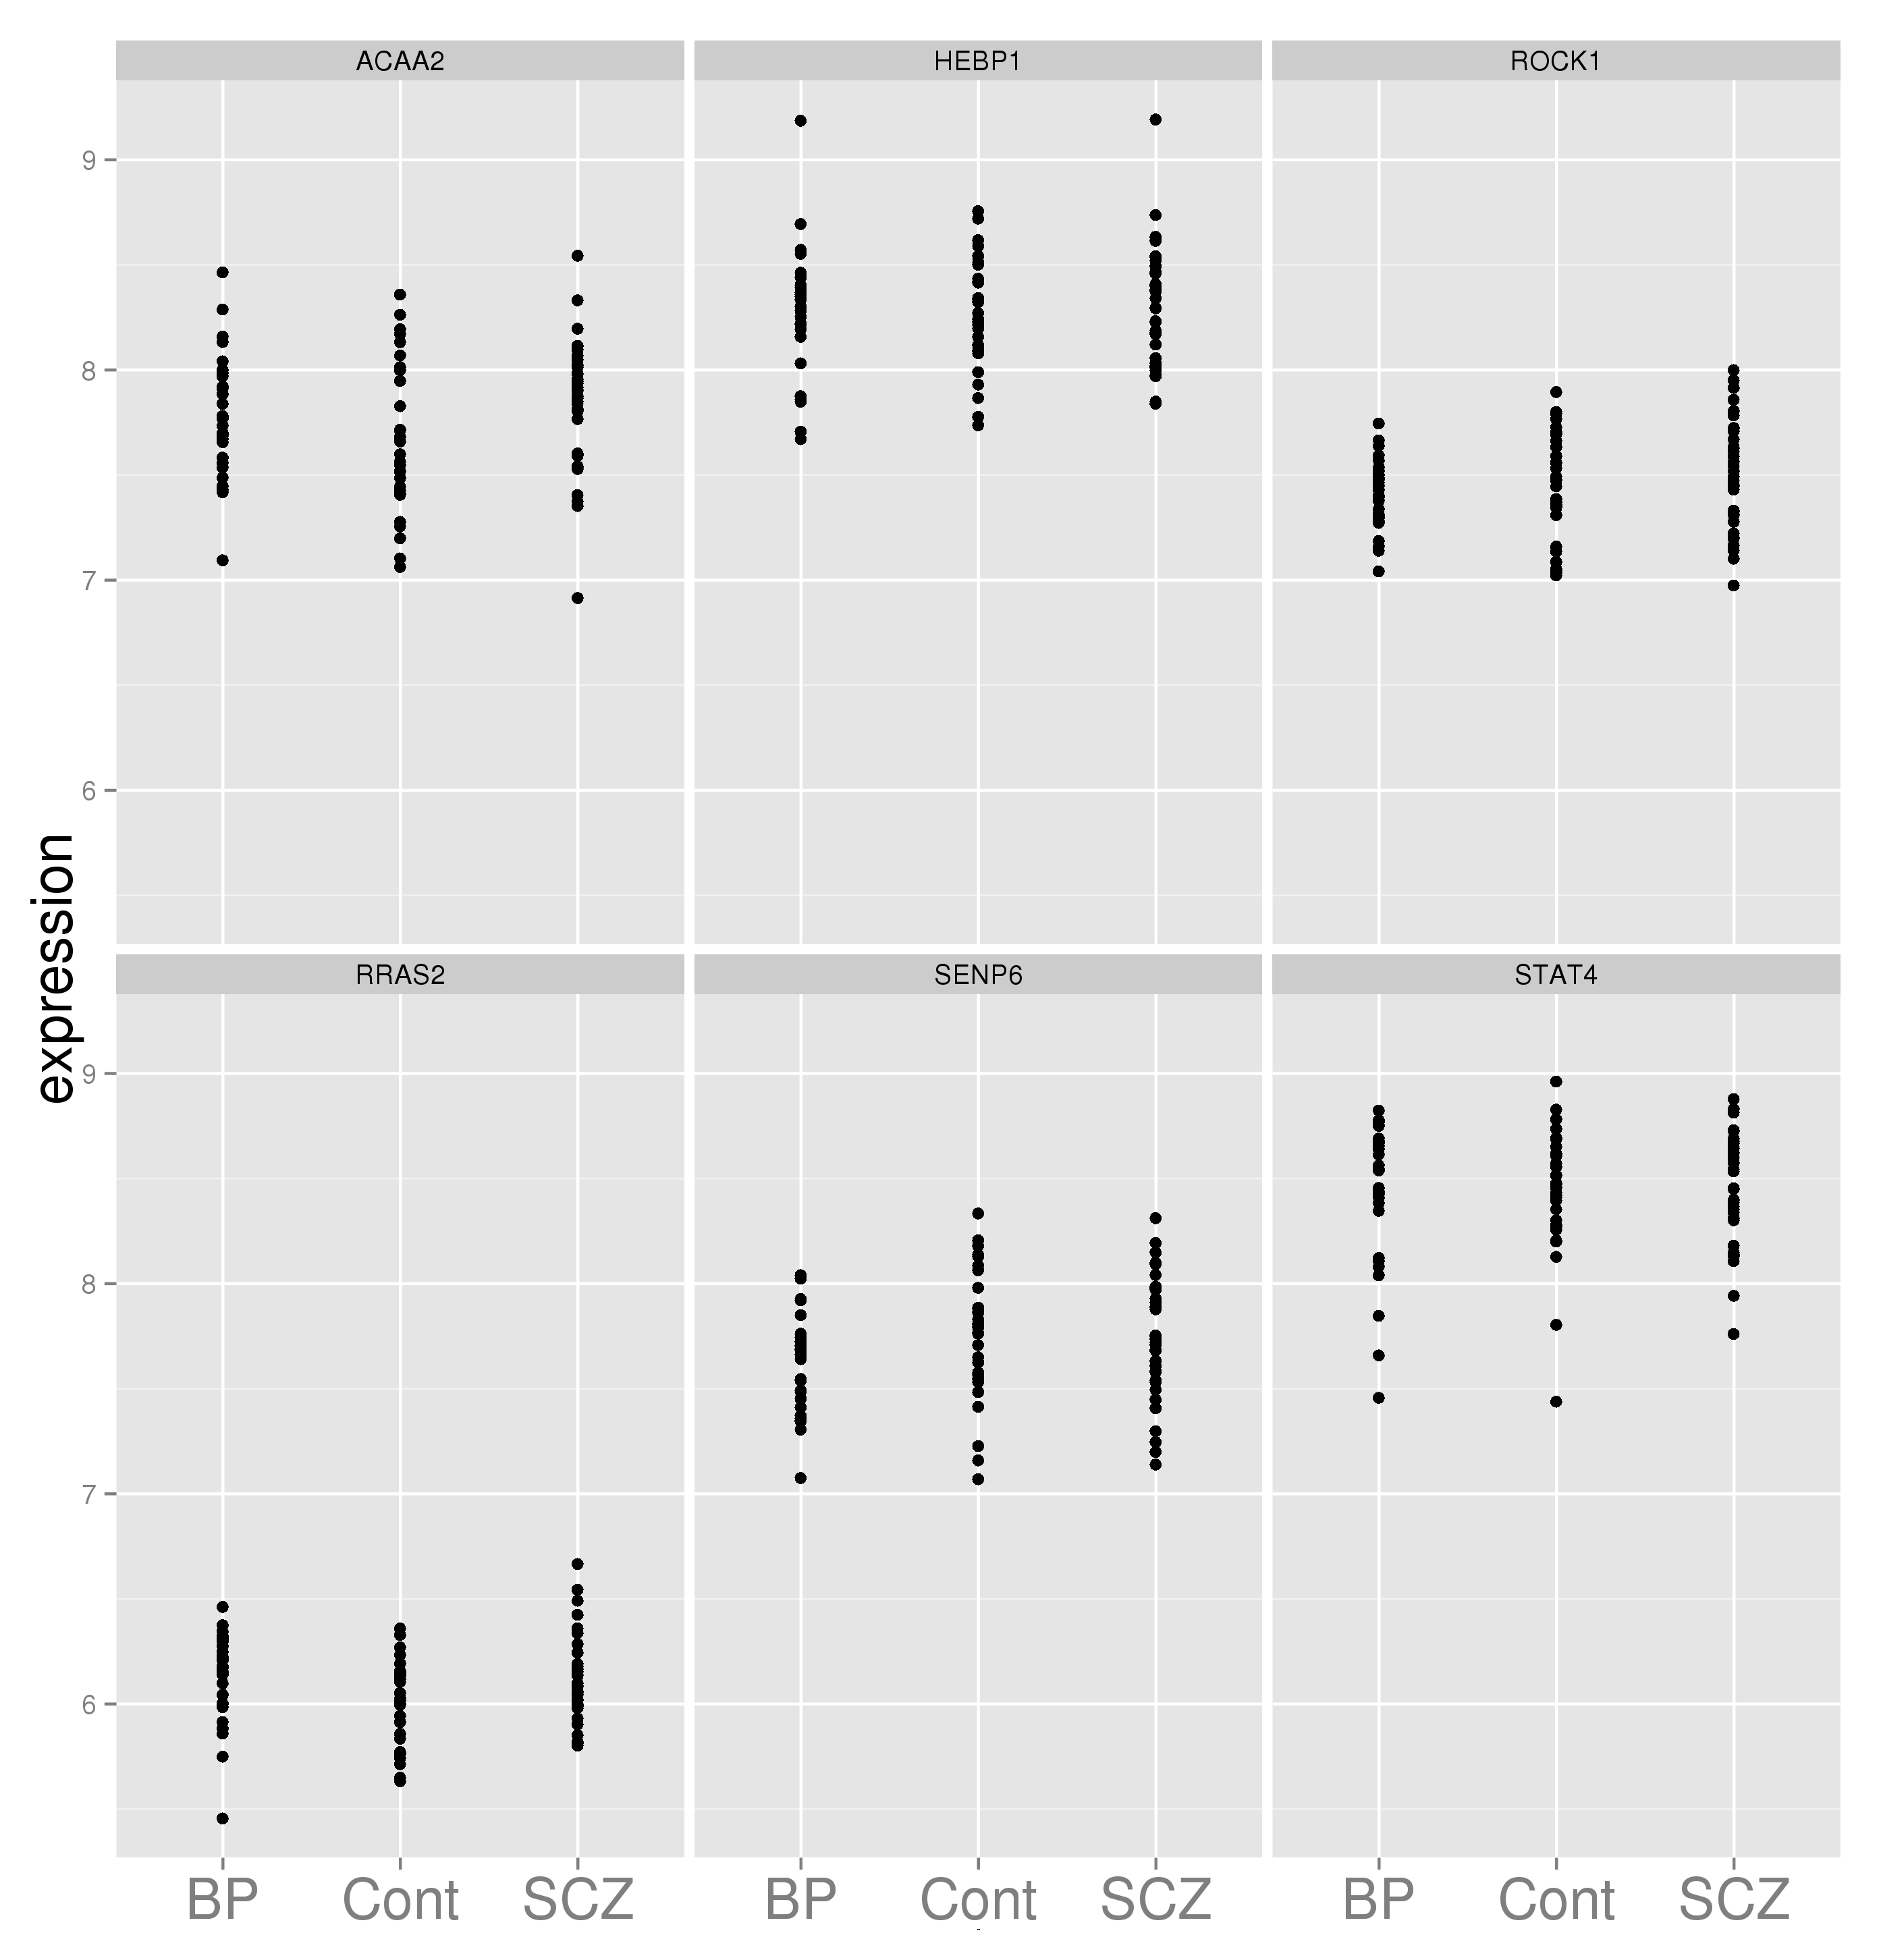 ACAA2 HEBP1 ROCK1
9
8
7
6
expression
RRAS2 SENP6 STAT4
9
8
7
6
BP Cont SCZ BP Cont SCZ BP Cont SCZ